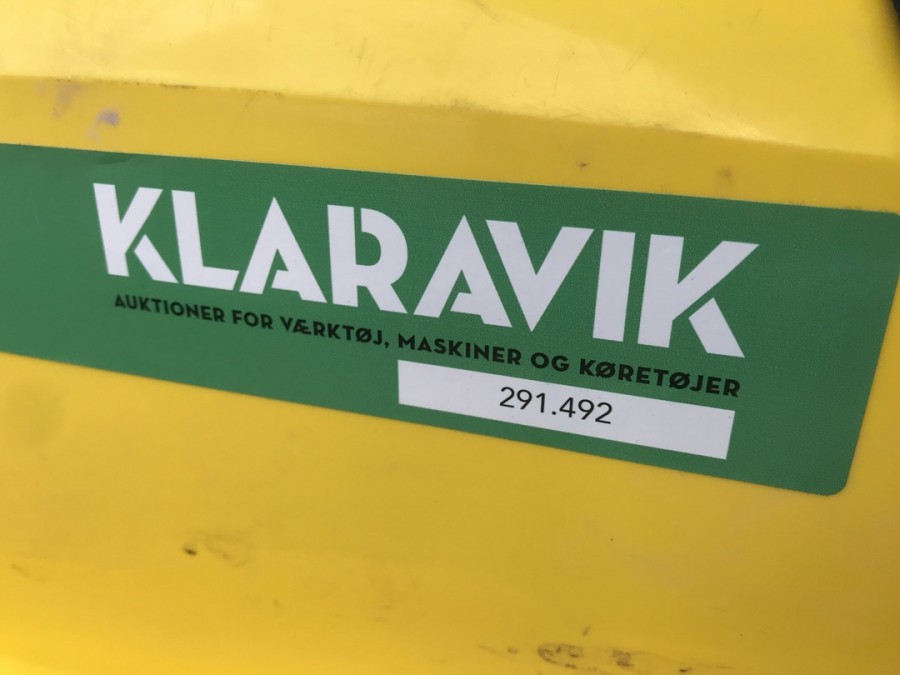 KLARAVIK
AUKTIONER FOR VÆRKTØJ, MASKINER OG KØRETØJER
291.492